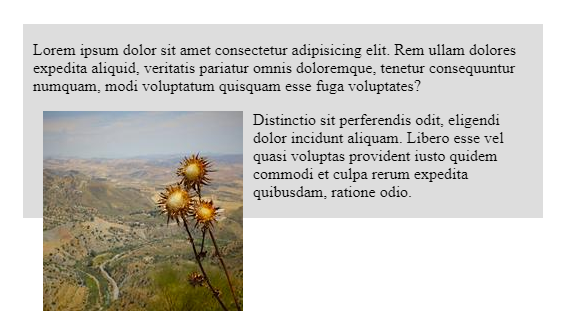 Lorem ipsum dolor sit amet consectetur adipisicing elit. Rem ullam dolores
expedita aliquid, veritatis pariatur omnis doloremque, tenetur consequuntur
numquam, modi voluptatum quisquam esse fuga voluptates?
Distinctio sit perferendis odit, eligendi
dolor incidunt aliquam. Libero esse vel
quasi voluptas provident iusto quidem
commodi et culpa rerum expedita
quibusdam, ratione odio.